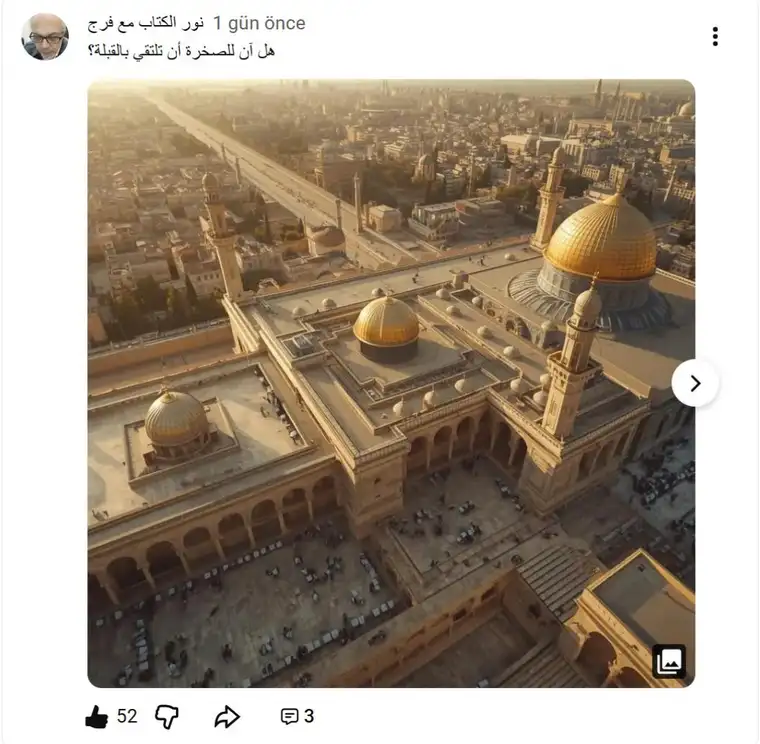 نور الكتاب مع فرج 1 gün önce
هل آن للصخرة أن تلتقي بالقبلة؟
52 3